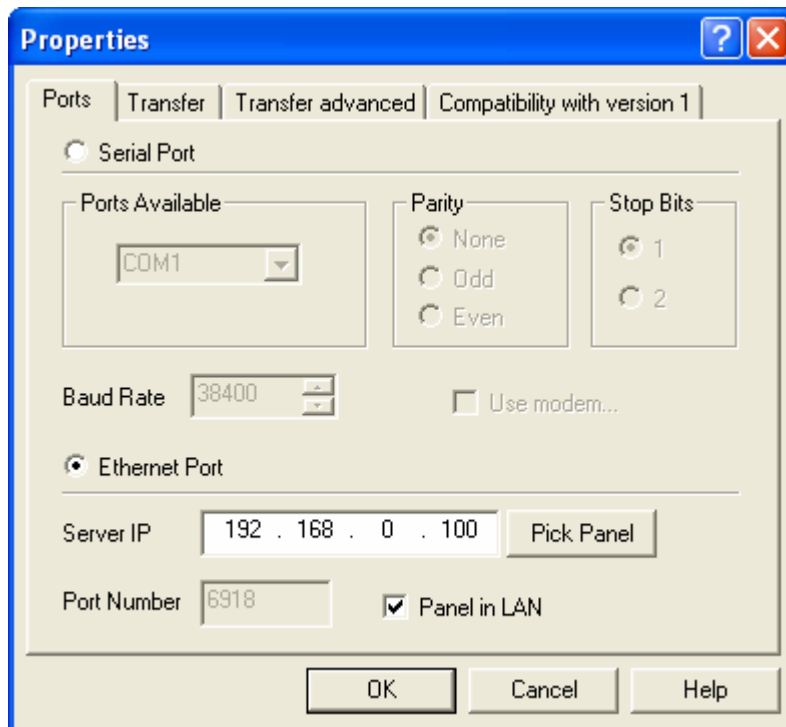 Properties
Ports Transfer Transfer advanced Compatibility with version 1
Serial Port
Ports Available Parity Stop Bits
COM1 None 1
Odd 2
Even
Baud Rate 38400 Use modem...
Ethernet Port
Server IP 192 . 168 . 0 . 100 Pick Panel
Port Number 6918 Panel in LAN
OK Cancel Help